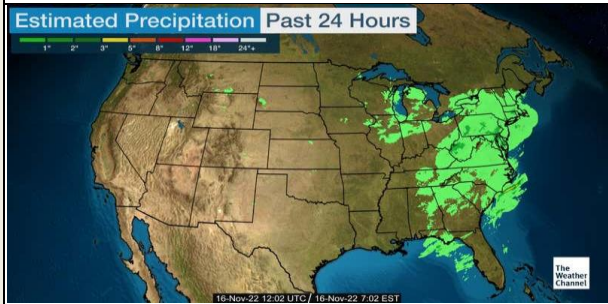 Estimated Precipitation Past 24 Hours
1" 2" 3" 5" 8" 12" 18" 24"+
The
Weather
Channel
16-Nov-22 12:02 UTC / 16-Nov-22 7:02 EST